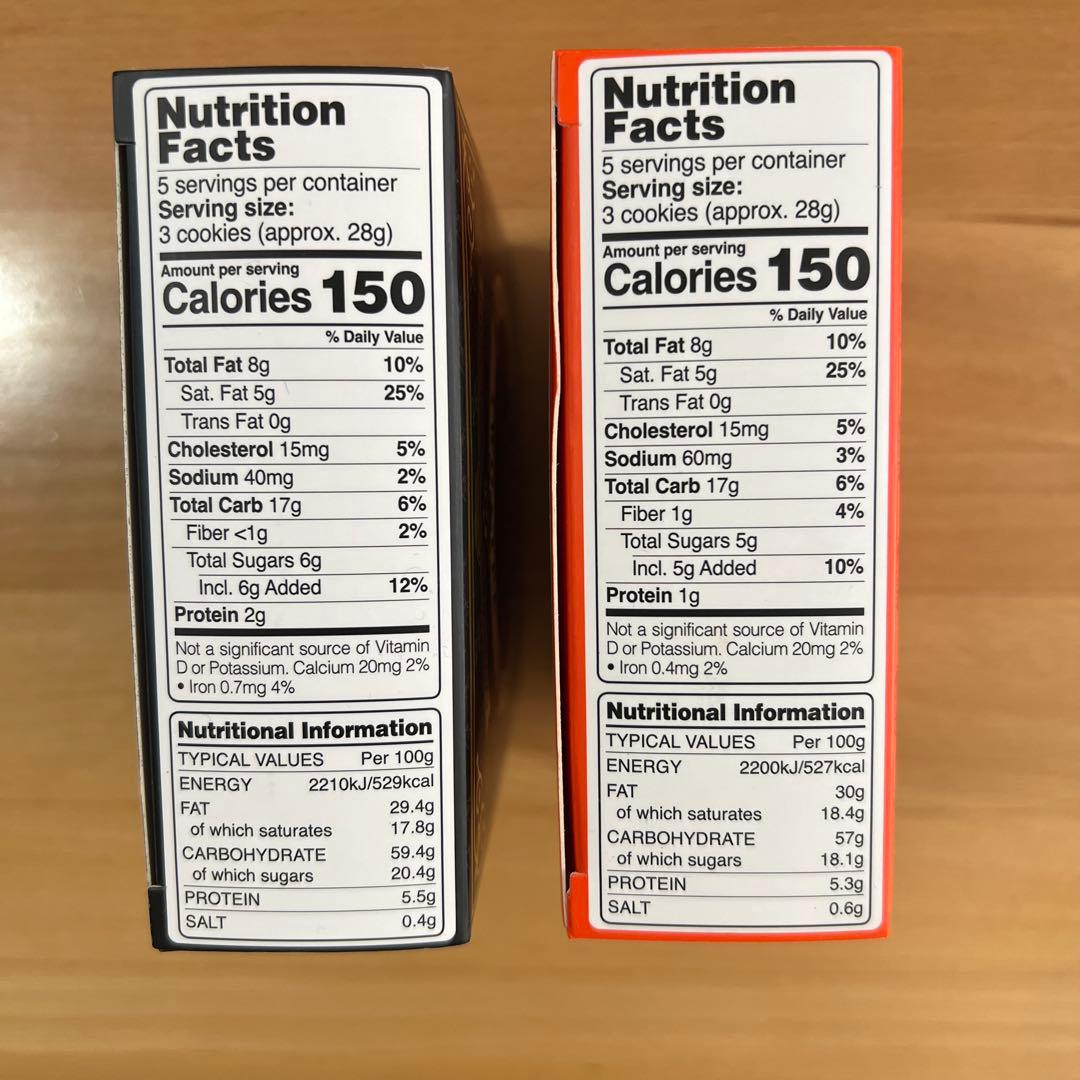 Nutrition
Facts
5 servings per container
Serving size:
3 cookies (approx. 28g)
Amount per serving
Calories 150
% Daily Value
Total Fat 8g 10%
Sat. Fat 5g 25%
Trans Fat 0g
Cholesterol 15mg 5%
Sodium 40mg 2%
Total Carb 17g 6%
Fiber <1g 2%
Total Sugars 6g
Incl. 6g Added 12%
Protein 2g
Not a significant source of Vitamin
D or Potassium. Calcium 20mg 2%
• Iron 0.7mg 4%
Nutritional Information
TYPICAL VALUES Per 100g
ENERGY 2210kJ/529kcal
FAT 29.4g
of which saturates 17.8g
CARBOHYDRATE 59.4g
of which sugars 20.4g
PROTEIN 5.5g
SALT 0.4g
Nutrition
Facts
5 servings per container
Serving size:
3 cookies (approx. 28g)
Amount per serving
Calories 150
% Daily Value
Total Fat 8g 10%
Sat. Fat 5g 25%
Trans Fat 0g
Cholesterol 15mg 5%
Sodium 60mg 3%
Total Carb 17g 6%
Fiber 1g 4%
Total Sugars 5g
Incl. 5g Added 10%
Protein 1g
Not a significant source of Vitamin
D or Potassium. Calcium 20mg 2%
• Iron 0.4mg 2%
Nutritional Information
TYPICAL VALUES Per 100g
ENERGY 2200kJ/527kcal
FAT 30g
of which saturates 18.4g
CARBOHYDRATE 57g
of which sugars 18.1g
PROTEIN 5.3g
SALT 0.6g